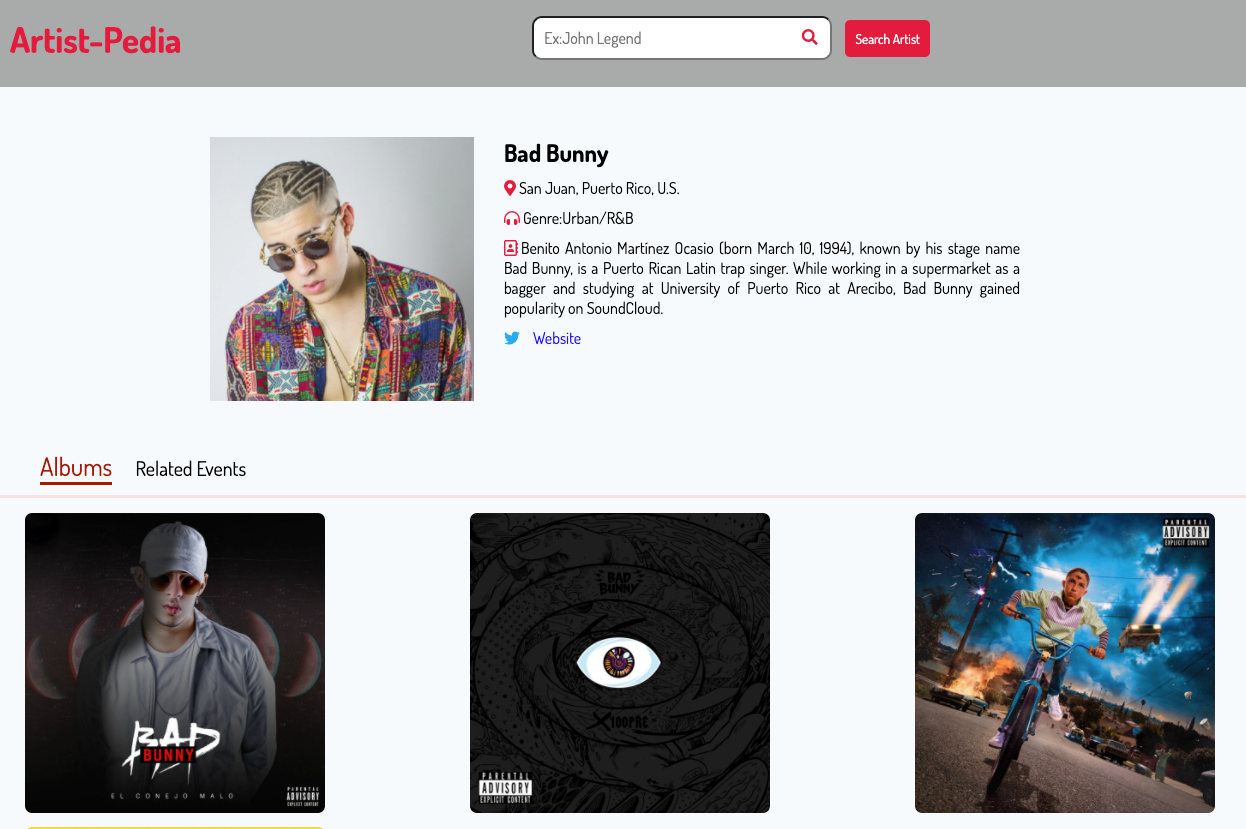 Artist-Pedia
Ex:John Legend
Search Artist
Bad Bunny
San Juan, Puerto Rico, U.S.
Genre:Urban/R&B
Benito Antonio Martínez Ocasio (born March 10, 1994), known by his stage name
Bad Bunny, is a Puerto Rican Latin trap singer. While working in a supermarket as a
bagger and studying at University of Puerto Rico at Arecibo, Bad Bunny gained
popularity on SoundCloud.
Website
Albums
Related Events
BAD
BUNNY
EL CONEJO MALO
PARENTAL
ADVISORY
EXPLICIT CONTENT
BAD
BUNNY
X100PRE
PARENTAL
ADVISORY
EXPLICIT CONTENT
PARENTAL
ADVISORY
EXPLICIT CONTENT